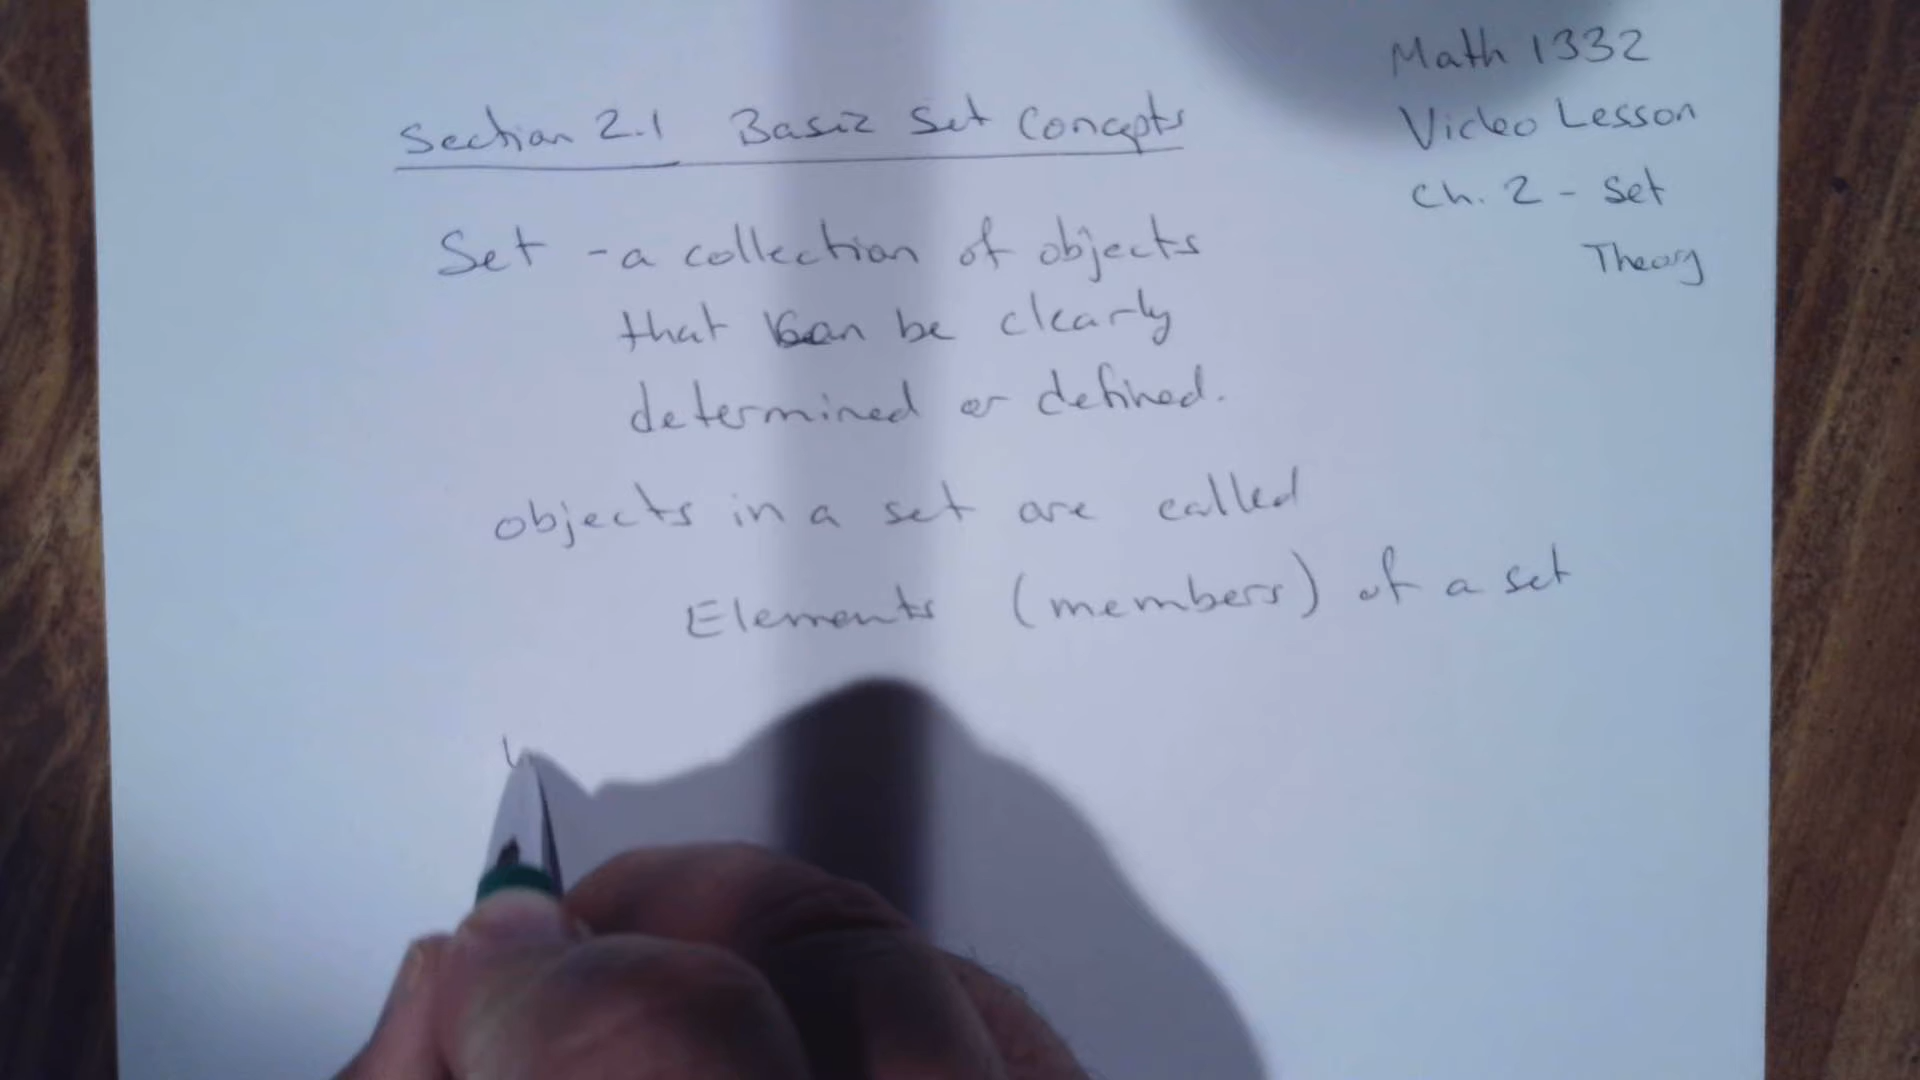 Math 1332
Video Lesson
Ch. 2 - Set
Theory
Section 2.1 Basic Set Concepts
Set - a collection of objects
that can be clearly
determined or defined.
objects in a set are called
Elements (members) of a set